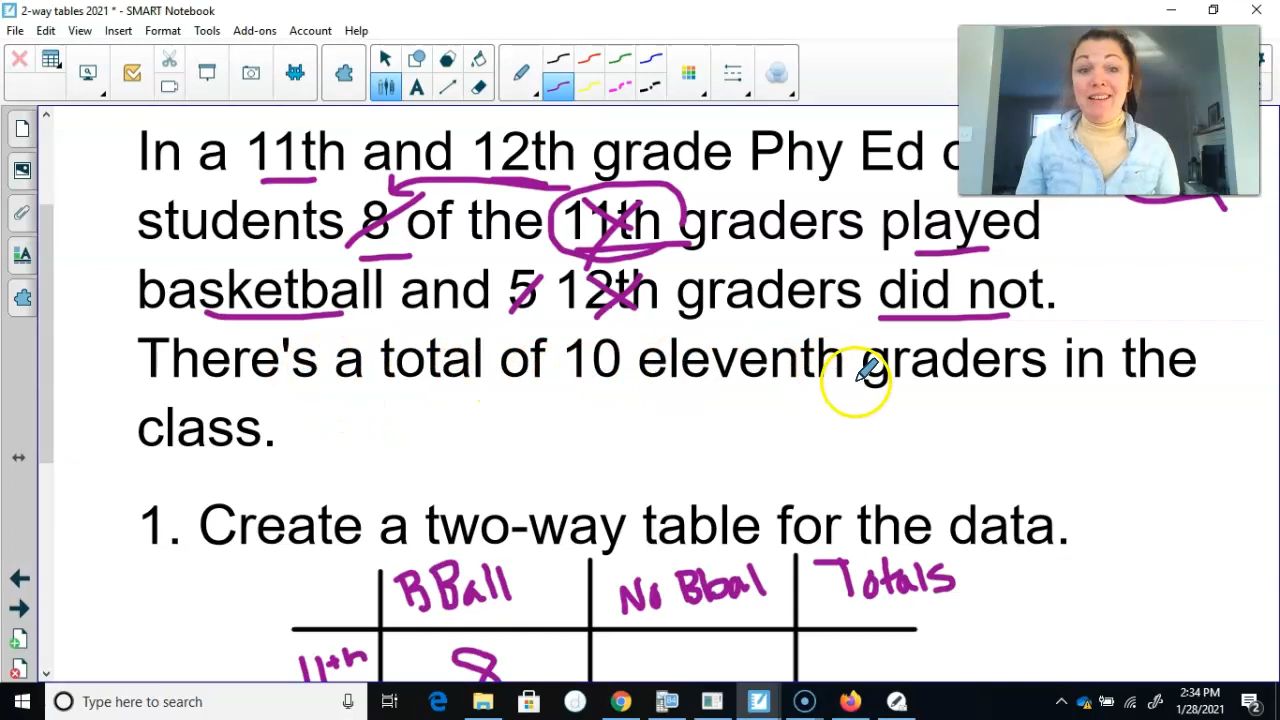 2-way tables 2021 * - SMART Notebook
File Edit View Insert Format Tools Add-ons Account Help
In a 11th and 12th grade Phy Ed
students 8 of the 11th graders played
basketball and 5 12th graders did not.
There's a total of 10 eleventh graders in the
class.
1. Create a two-way table for the data.
BBall No Bbal Totals
11th 8
Type here to search
2:34 PM
1/28/2021
2